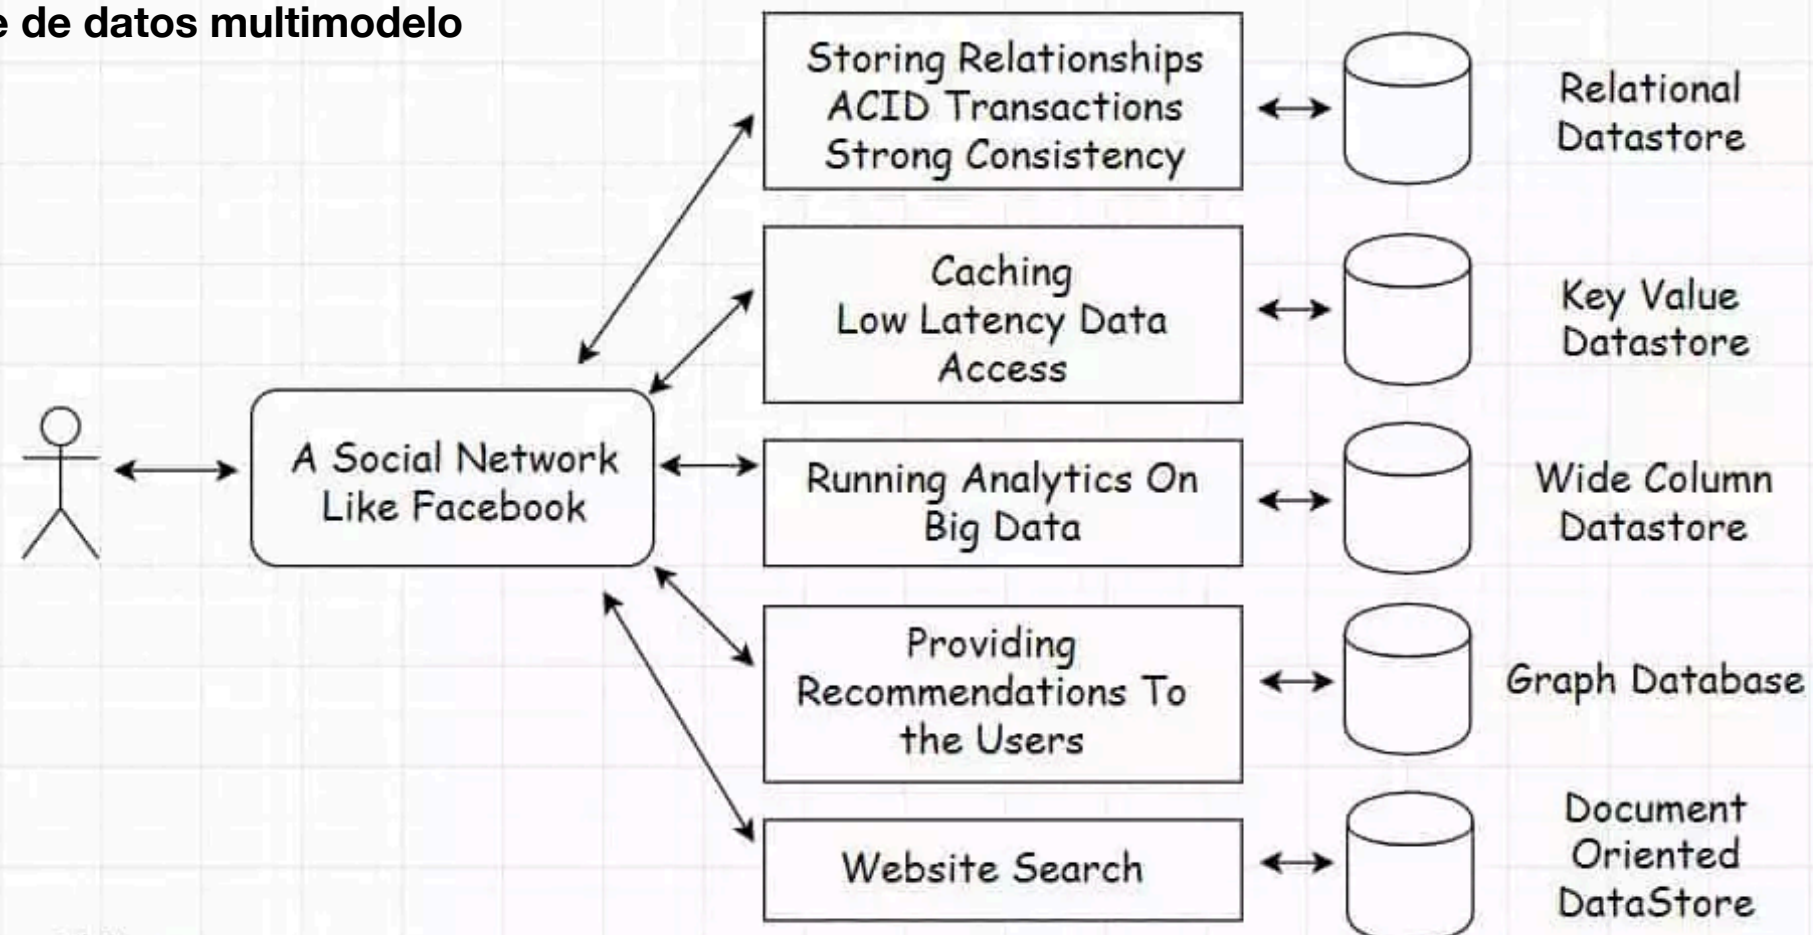 de datos multimodelo
Storing Relationships
ACID Transactions
Strong Consistency
Relational
Datastore
Caching
Low Latency Data
Access
Key Value
Datastore
A Social Network
Like Facebook
Running Analytics On
Big Data
Wide Column
Datastore
Providing
Recommendations To
the Users
Graph Database
Website Search
Document
Oriented
DataStore